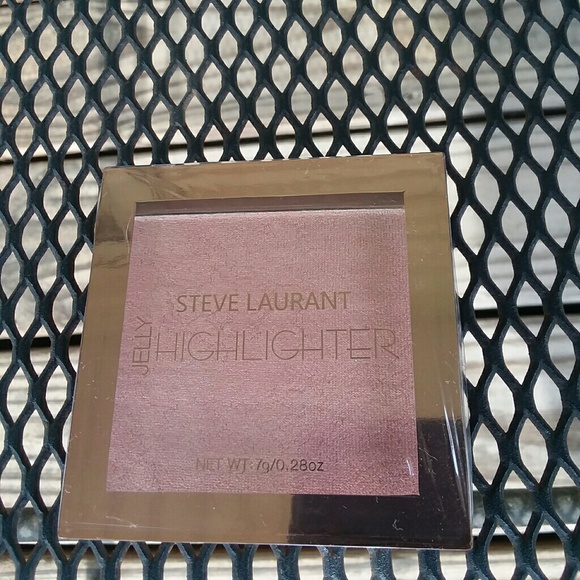 STEVE LAURANT
JELLY
HIGHLIGHTER
NET WT. 7g/0.28oz